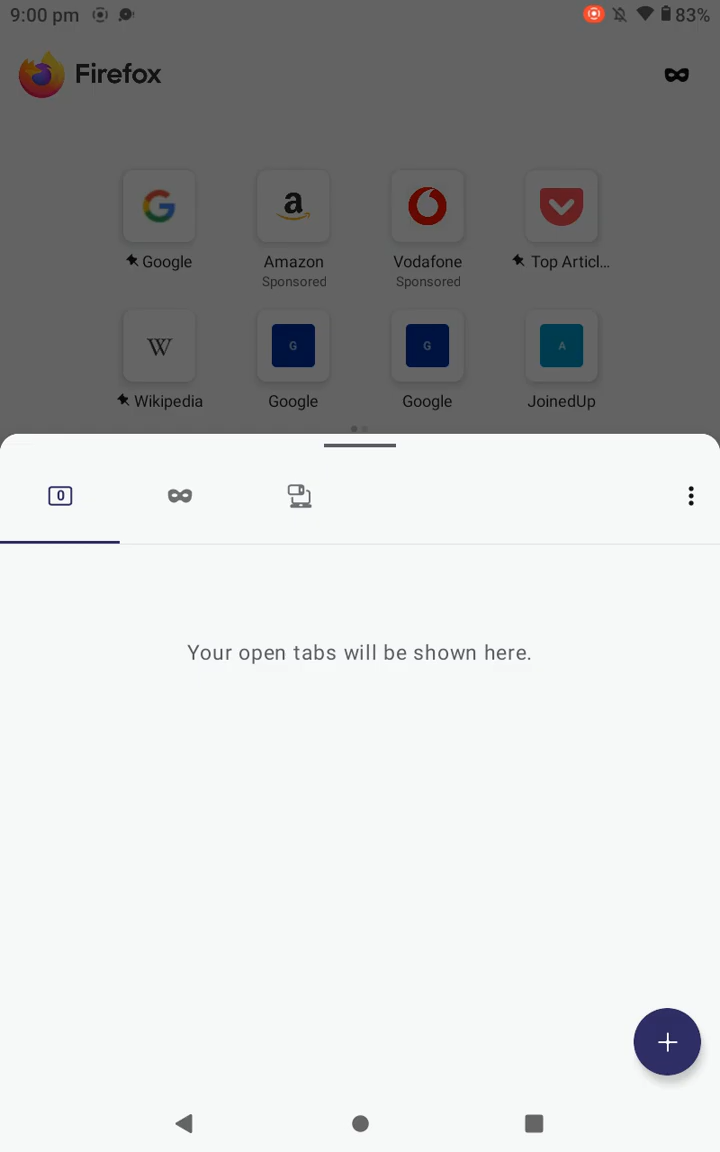 9:00 pm
83%
Firefox
Google
Amazon
Sponsored
Vodafone
Sponsored
Top Articl...
W
G
G
A
Wikipedia
Google
Google
JoinedUp
0
Your open tabs will be shown here.